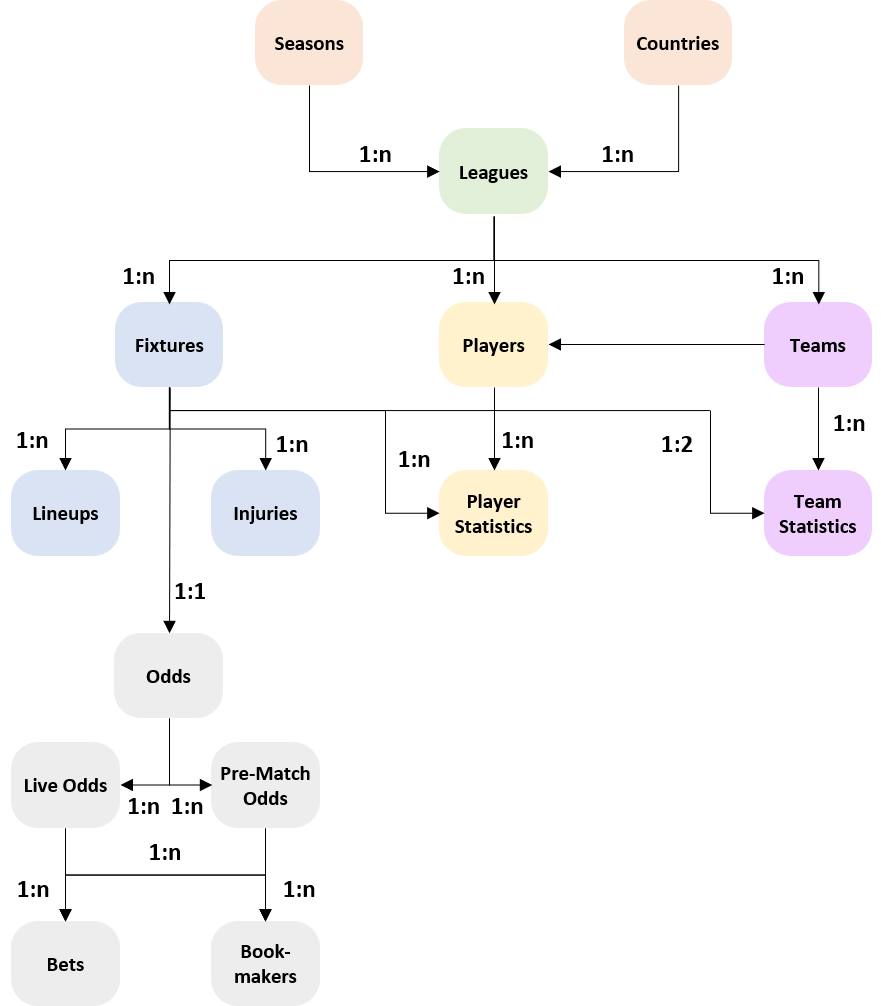 Seasons
Countries
1:n
1:n
Leagues
1:n
1:n
1:n
Fixtures
Players
Teams
1:n
1:n
1:n
1:n
1:2
1:n
Lineups
Injuries
Player
Statistics
Team
Statistics
1:1
Odds
Live Odds
Pre-Match
Odds
1:n
1:n
1:n
1:n
1:n
Bets
Book-
makers